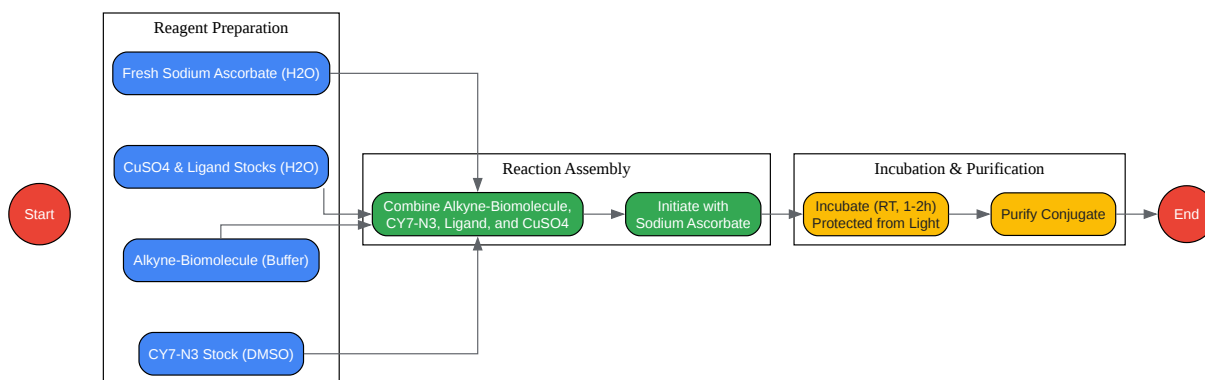 Start
Reagent Preparation
Fresh Sodium Ascorbate (H2O)
CuSO4 & Ligand Stocks (H2O)
Alkyne-Biomolecule (Buffer)
CY7-N3 Stock (DMSO)
Reaction Assembly
Combine Alkyne-Biomolecule,
CY7-N3, Ligand, and CuSO4
Initiate with
Sodium Ascorbate
Incubation & Purification
Incubate (RT, 1-2h)
Protected from Light
Purify Conjugate
End